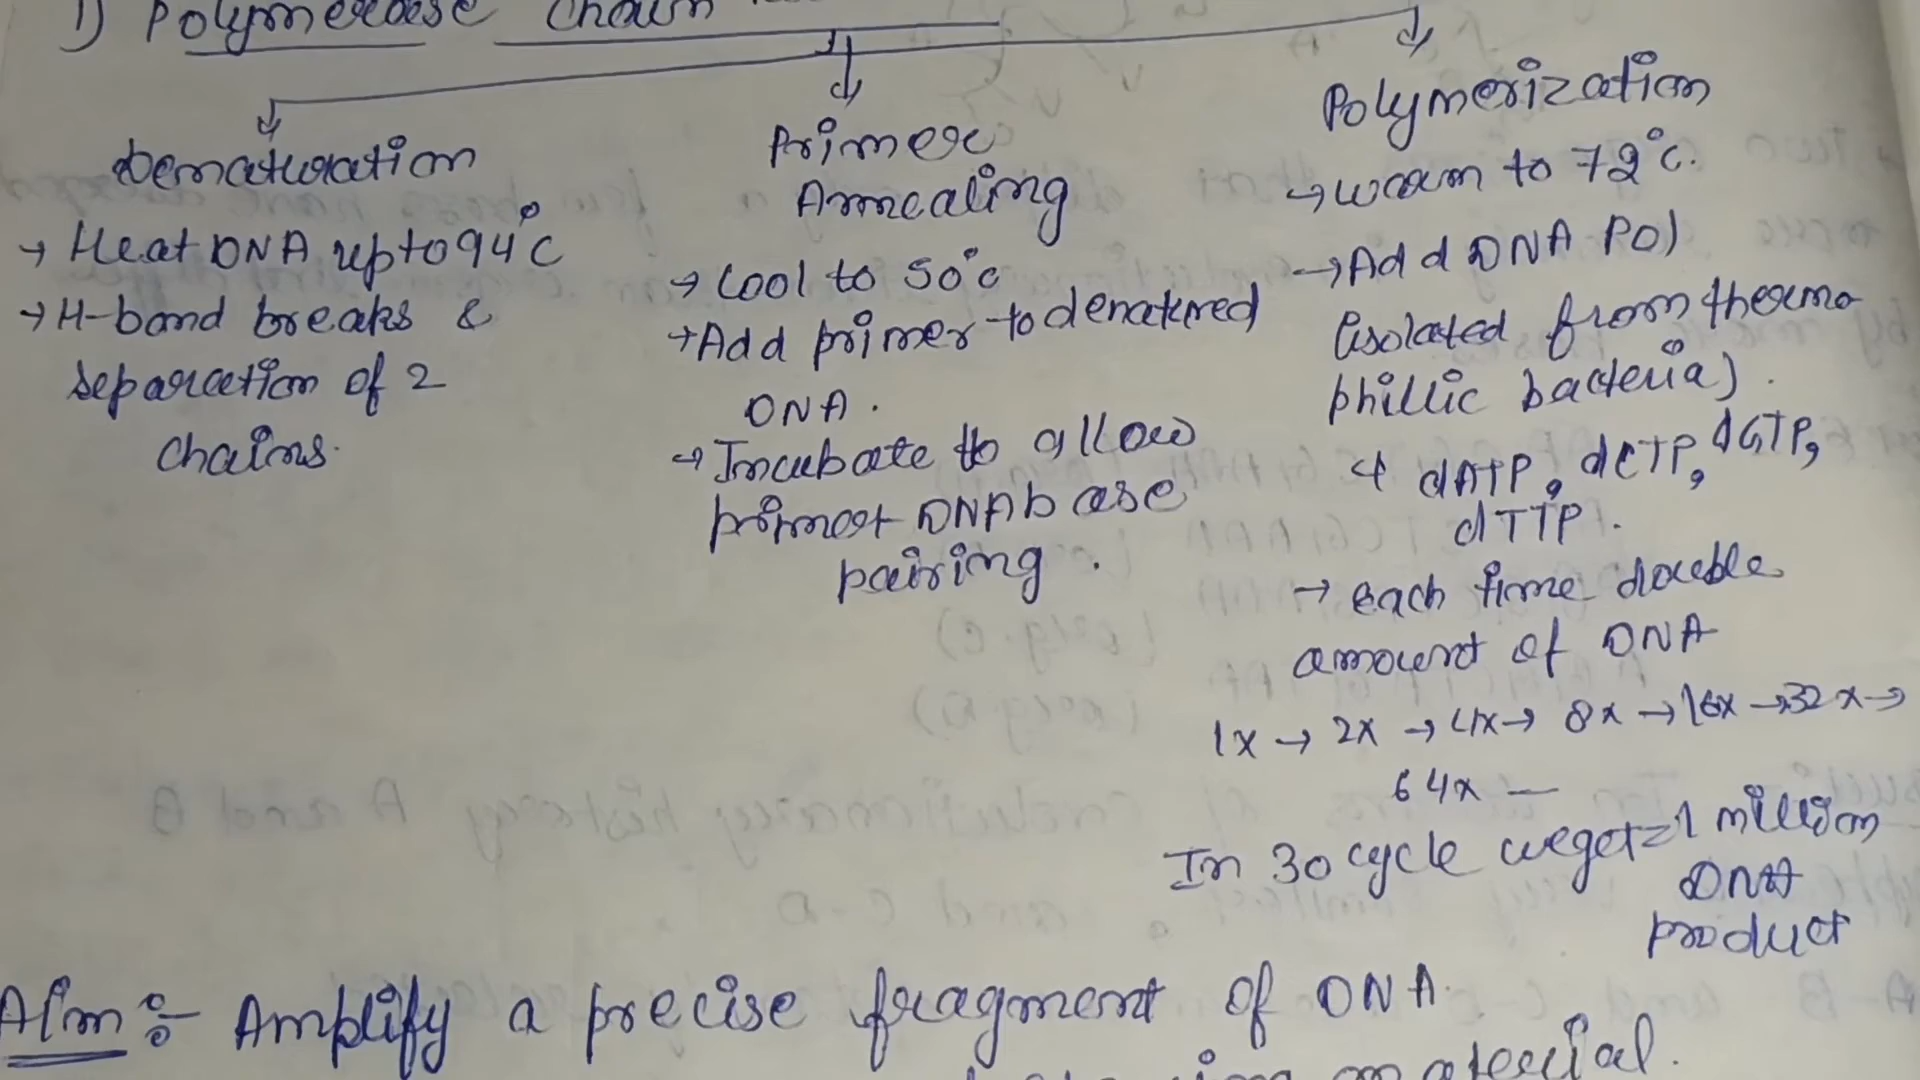 1) Polymerase chain
Denaturation
→ Heat DNA upto 94°C
→ H-bond breaks &
separation of 2
chains.
Primer
Annealing
→ Cool to 50°C
→ Add primer to denatured
DNA.
→ Incubate to allow
primer DNA base
pairing.
Polymerization
→ warm to 72°C.
→ Add DNA Pol
(isolated from thermo
phillic bacteria).
+ dATP, dCTP, dGTP,
dTTP.
→ each time double
amount of DNA
1x → 2x → 4x → 8x → 16x → 32x →
64x —
In 30 cycle we get = 1 million
DNA
product
Aim :- Amplify a precise fragment of DNA.
material.